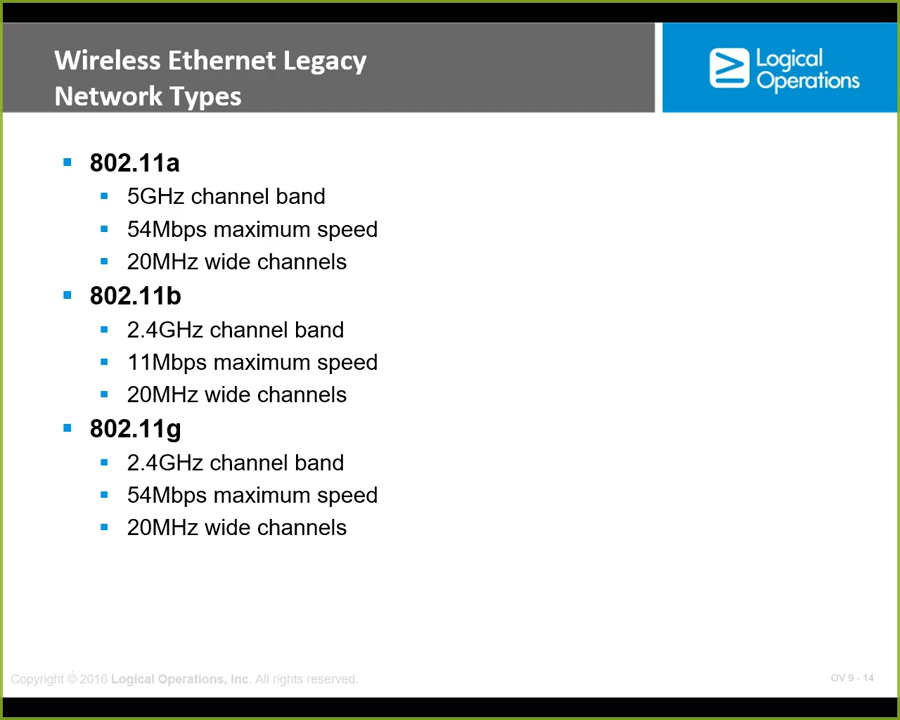 Wireless Ethernet Legacy
Network Types
Logical
Operations
802.11a
5GHz channel band
54Mbps maximum speed
20MHz wide channels
802.11b
2.4GHz channel band
11Mbps maximum speed
20MHz wide channels
802.11g
2.4GHz channel band
54Mbps maximum speed
20MHz wide channels
Copyright © 2016 Logical Operations, Inc. All rights reserved.
OV 9 - 14